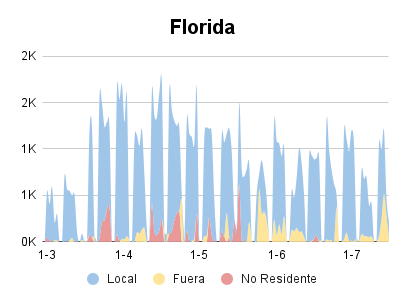 Florida
2K
2K
1K
1K
0K
1-3 1-4 1-5 1-6 1-7
Local Fuera No Residente